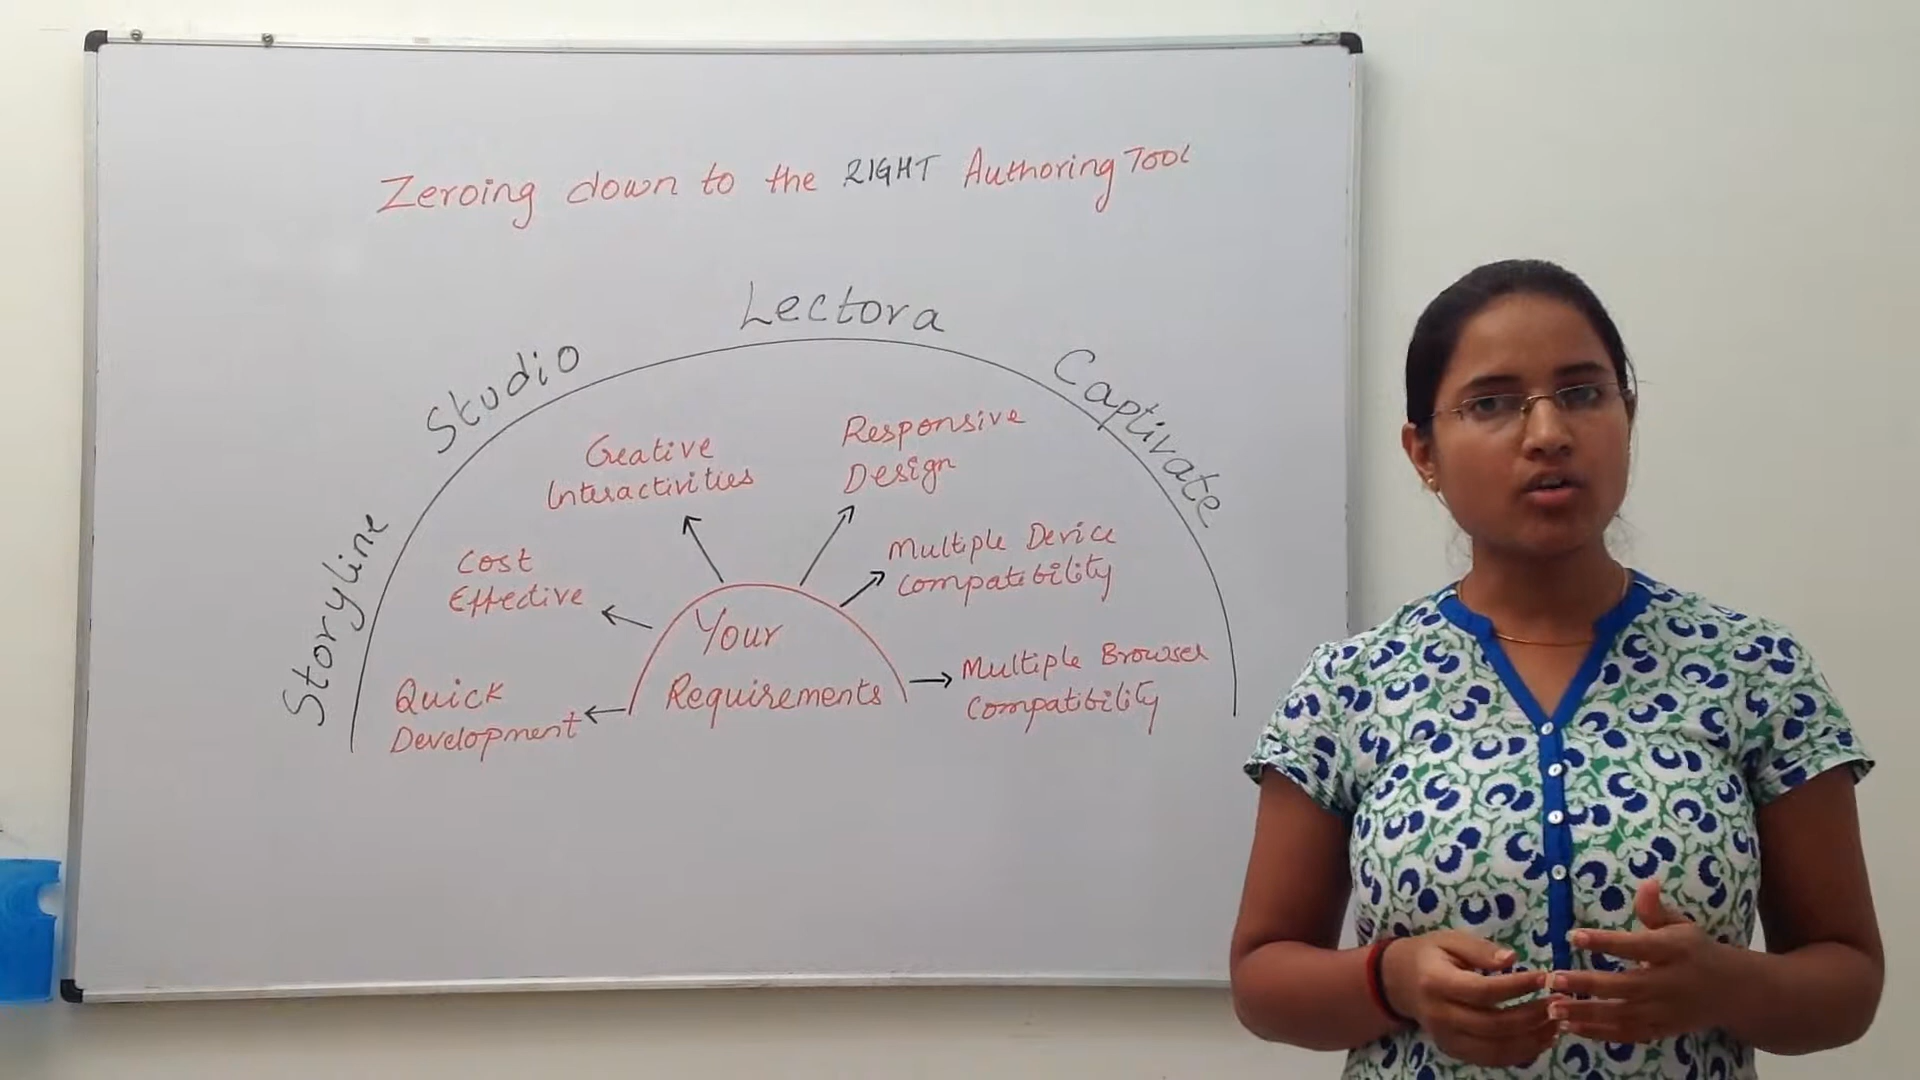 Zeroing down to the RIGHT Authoring Tool
Lectora
Studio
Captivate
Storyline
Creative
Interactivities
Responsive
Design
Cost
Effective
Multiple Device
Compatibility
Your
Requirements
Quick
Development
Multiple Browser
Compatibility